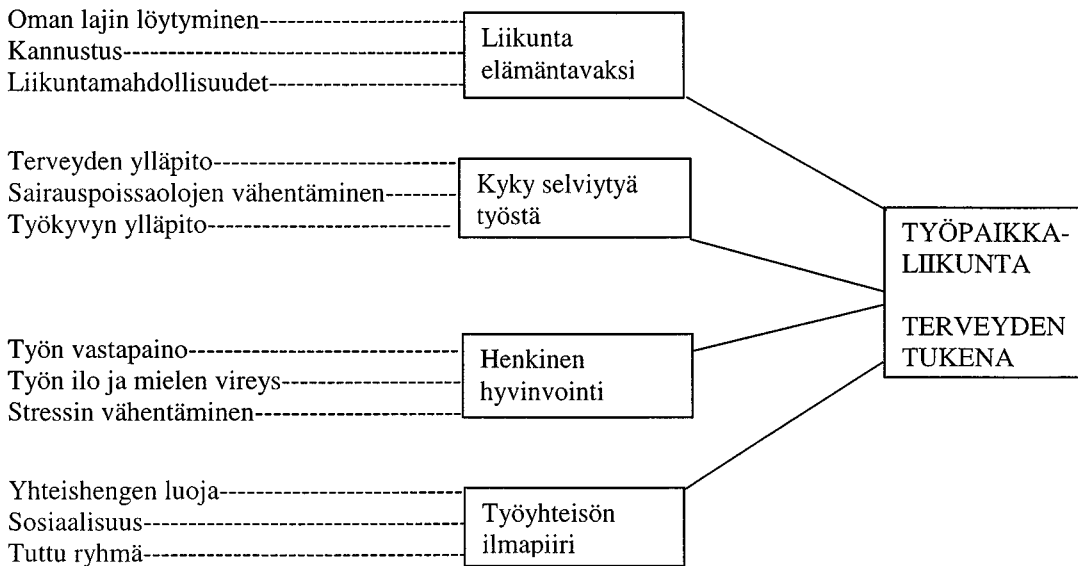 Oman lajin löytyminen
Kannustus
Liikuntamahdollisuudet
Liikunta
elämäntavaksi
Terveyden ylläpito
Sairauspoissaolojen vähentäminen
Työkyvyn ylläpito
Kyky selviytyä
työstä
Työn vastapaino
Työn ilo ja mielen vireys
Stressin vähentäminen
Henkinen
hyvinvointi
Yhteishengen luoja
Sosiaalisuus
Tuttu ryhmä
Työyhteisön
ilmapiiri
TYÖPAIKKA-
LIIKUNTA
TERVEYDEN
TUKENA